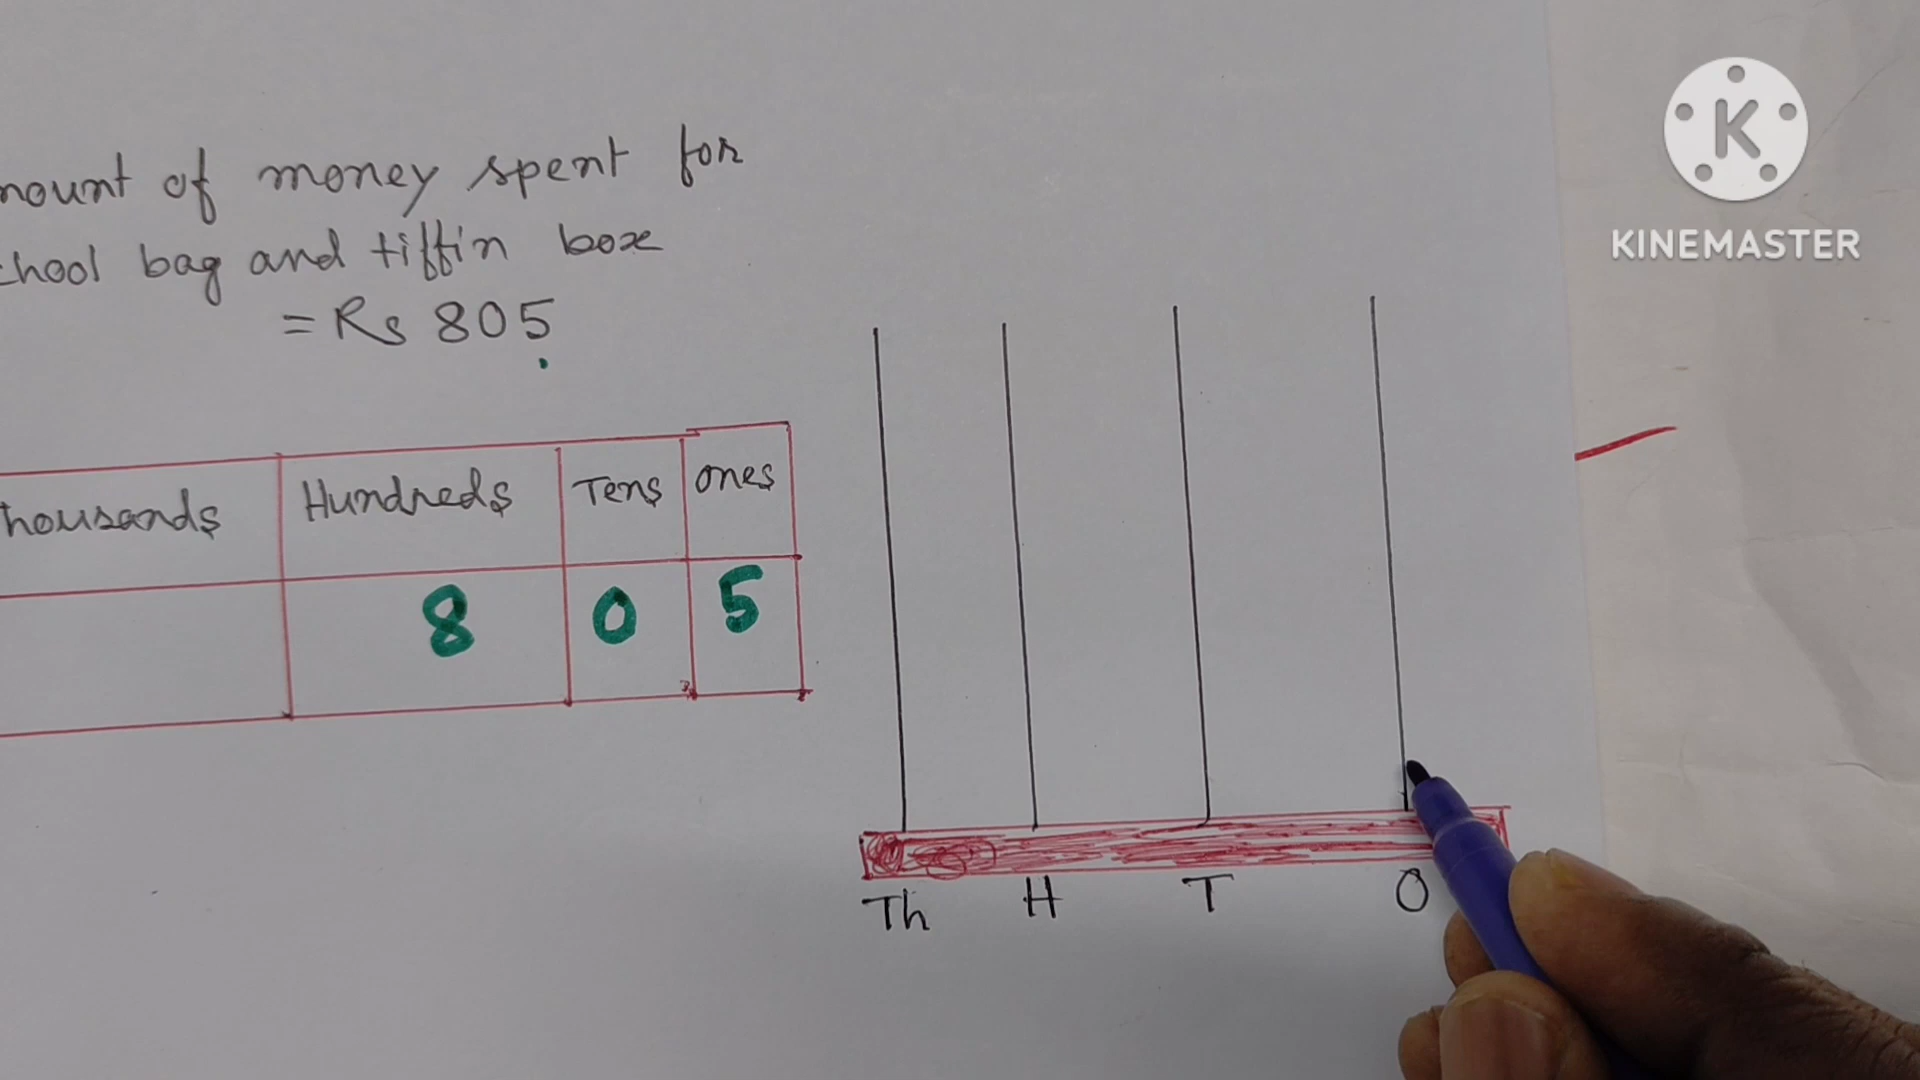 mount of money spent for
chool bag and tiffin box
= Rs 805
housands Hundreds Tens ones
8 0 5
Th H T O
K
KINEMASTER